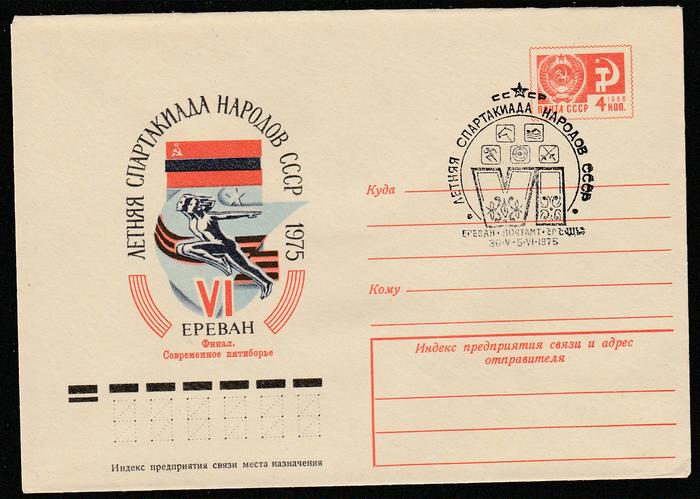 ЛЕТНЯЯ СПАРТАКИАДА НАРОДОВ СССР 1975
VI
ЕРЕВАН
Финал.
Современное пятиборье
ПОЧТА СССР 4 1966 КОП.
СССР
ЛЕТНЯЯ СПАРТАКИАДА НАРОДОВ СССР
VI
ЕРЕВАН · ПОЧТАМТ · ԵՐԵՎԱՆ
30-V-5-VI-1975
Куда
Кому
Индекс предприятия связи и адрес
отправителя
Индекс предприятия связи места назначения